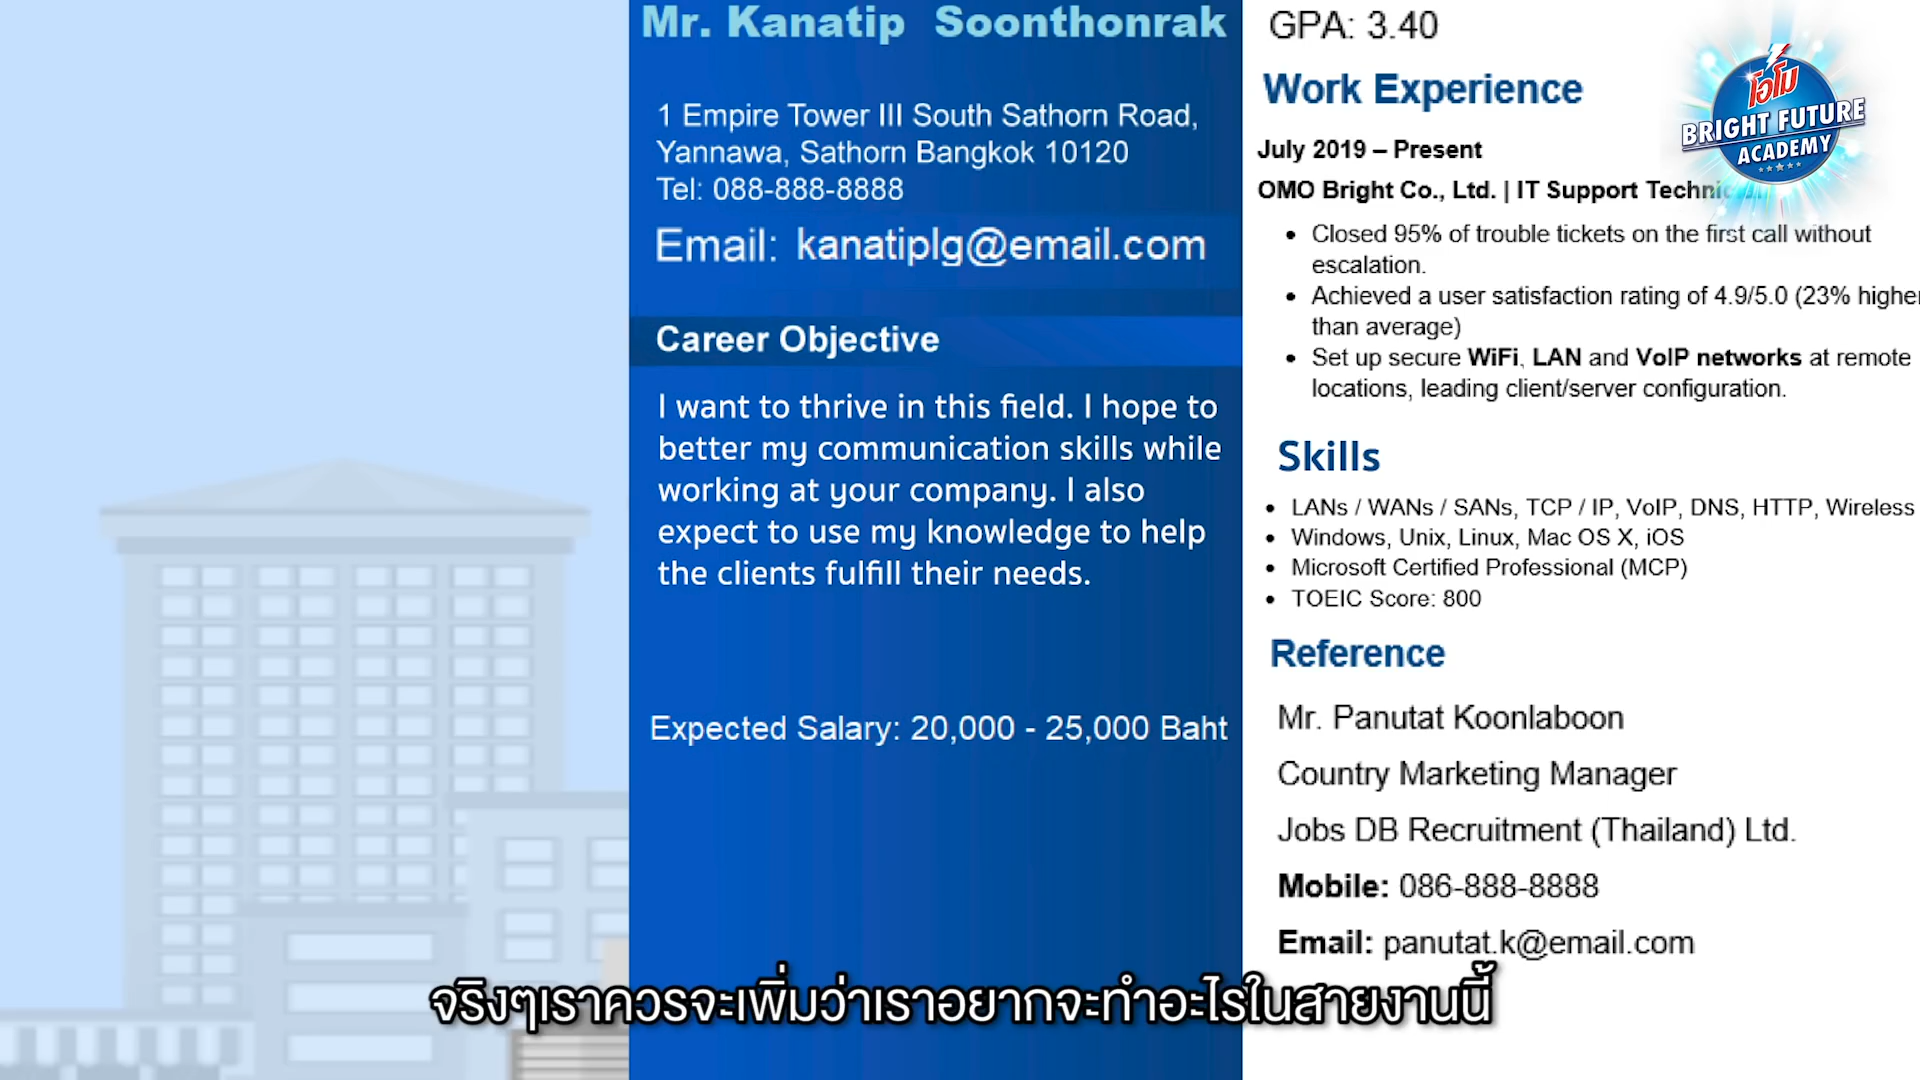 Mr. Kanatip Soonthonrak
1 Empire Tower III South Sathorn Road,
Yannawa, Sathorn Bangkok 10120
Tel: 088-888-8888
Email: kanatiplg@email.com
Career Objective
I want to thrive in this field. I hope to
better my communication skills while
working at your company. I also
expect to use my knowledge to help
the clients fulfill their needs.
Expected Salary: 20,000 - 25,000 Baht
GPA: 3.40
Work Experience
July 2019 – Present
OMO Bright Co., Ltd. | IT Support
• Closed 95% of trouble tickets on the first call without
escalation.
• Achieved a user satisfaction rating of 4.9/5.0 (23% higher
than average)
• Set up secure WiFi, LAN and VoIP networks at remote
locations, leading client/server configuration.
Skills
• LANs / WANs / SANs, TCP / IP, VoIP, DNS, HTTP, Wireless
• Windows, Unix, Linux, Mac OS X, iOS
• Microsoft Certified Professional (MCP)
• TOEIC Score: 800
Reference
Mr. Panutat Koonlaboon
Country Marketing Manager
Jobs DB Recruitment (Thailand) Ltd.
Mobile: 086-888-8888
Email: panutat.k@email.com
โอโม
BRIGHT FUTURE
ACADEMY
จริงๆเราควรจะเพิ่มว่าเราอยากจะทำอะไรในสายงานนี้